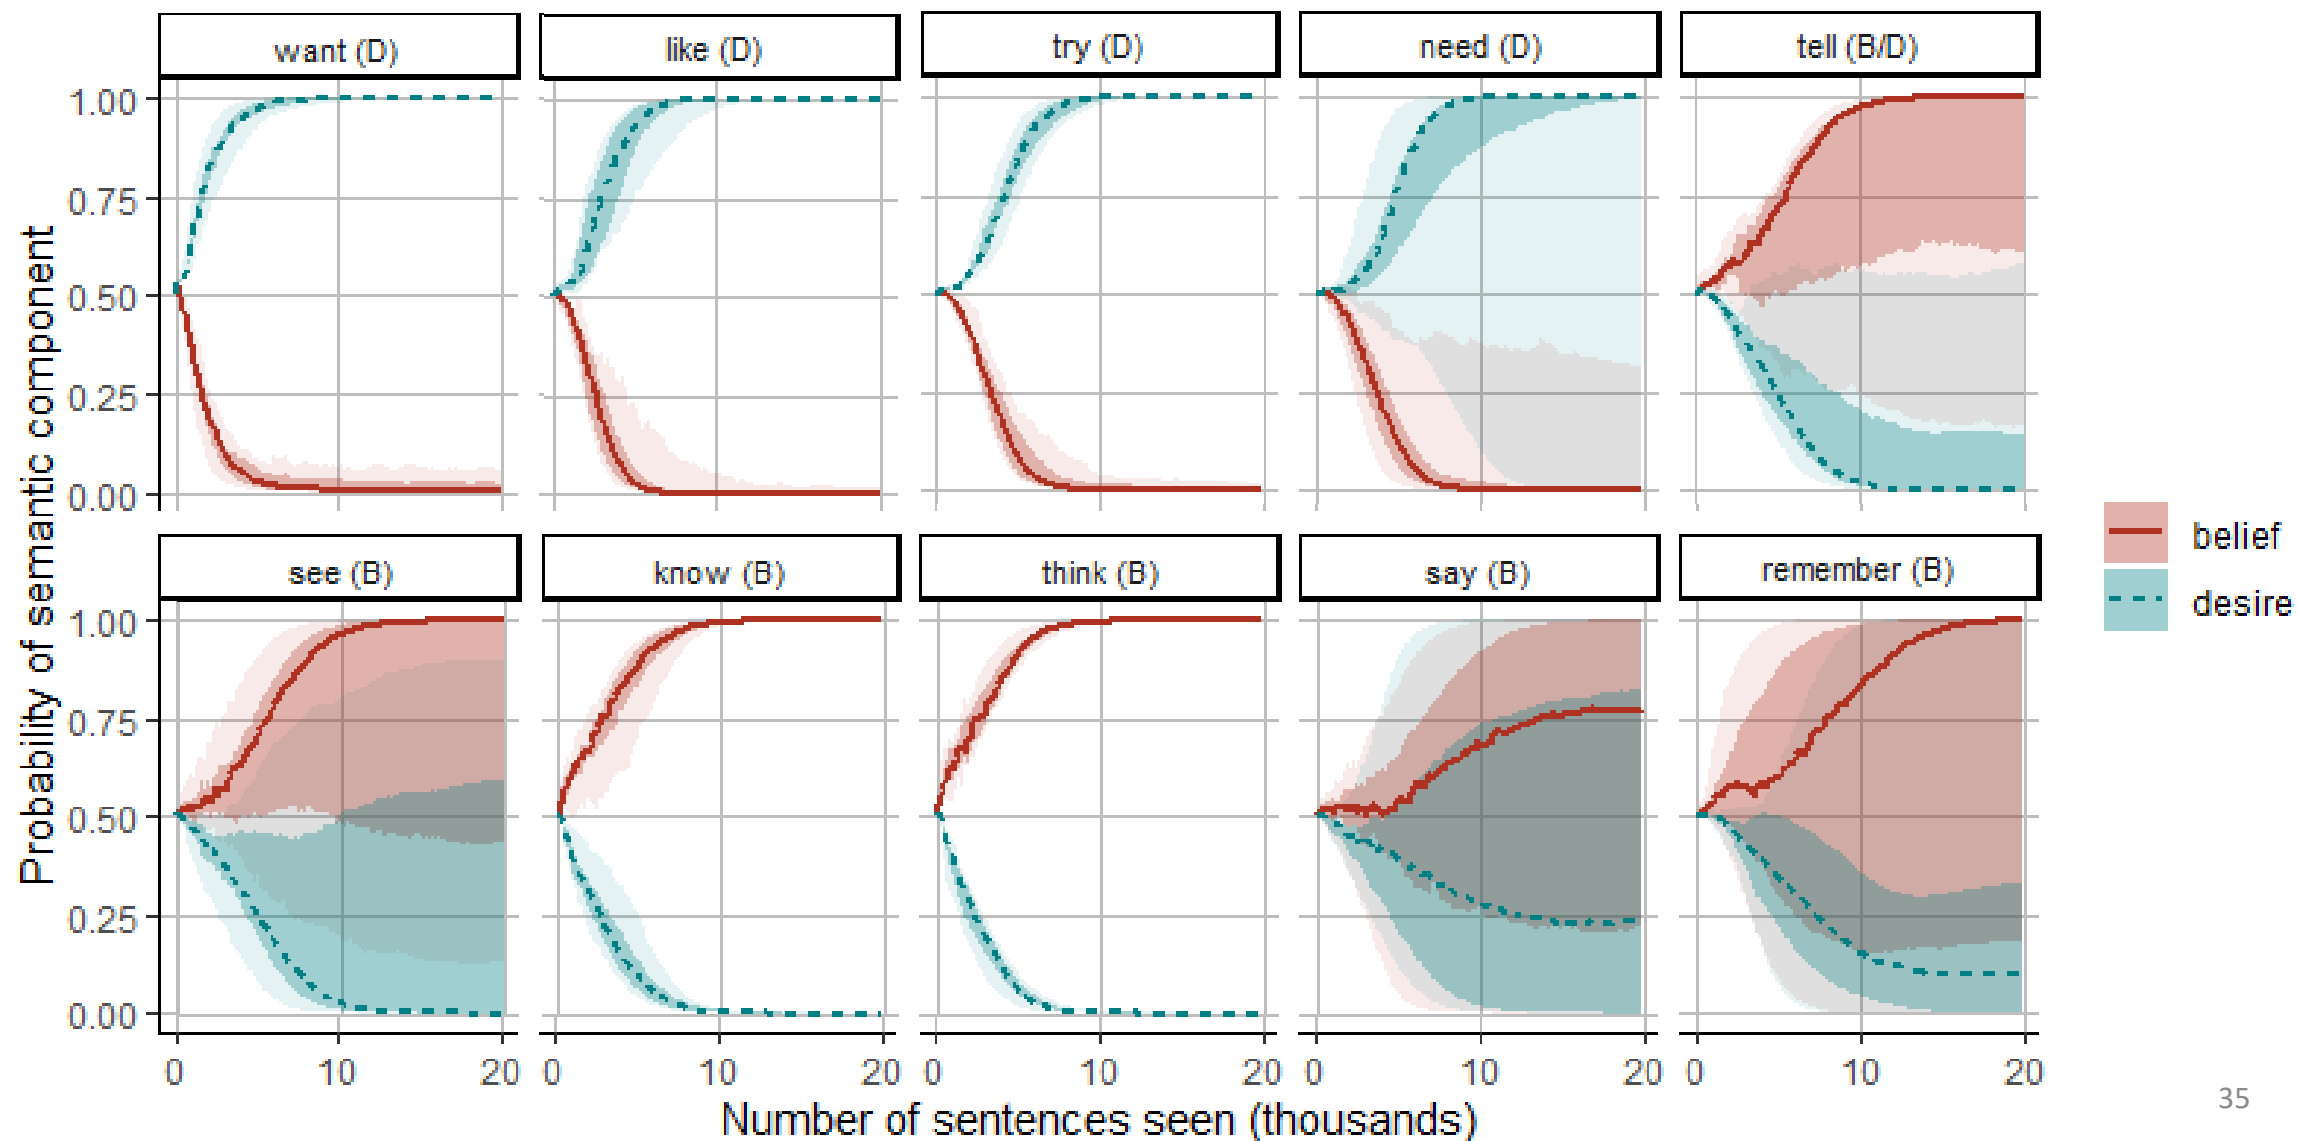 want (D) like (D) try (D) need (D) tell (B/D)
1.00
0.75
0.50
0.25
0.00
see (B) know (B) think (B) say (B) remember (B)
1.00
0.75
0.50
0.25
0.00
0 10 20 0 10 20 0 10 20 0 10 20 0 10 20
Number of sentences seen (thousands)
Probability of semantic component
belief
desire
35